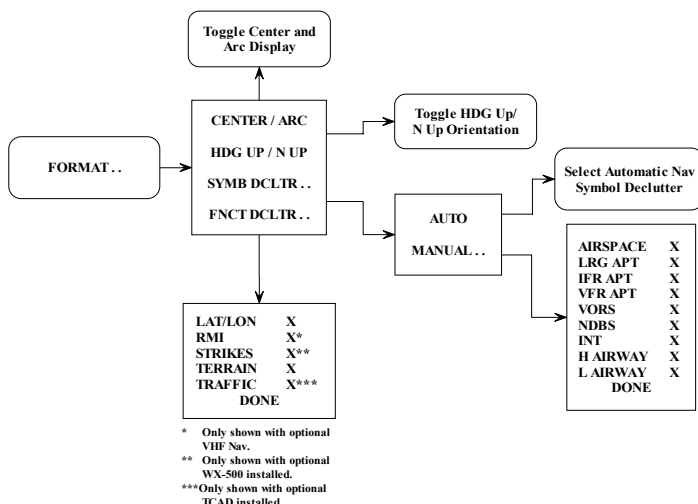 Toggle Center and
Arc Display
CENTER / ARC
HDG UP / N UP
SYMB DCLTR . .
FNCT DCLTR . .
FORMAT . .
Toggle HDG Up/
N Up Orientation
Select Automatic Nav
Symbol Declutter
AUTO
MANUAL . .
AIRSPACE X
LRG APT X
IFR APT X
VFR APT X
VORS X
NDBS X
INT X
H AIRWAY X
L AIRWAY X
DONE
LAT/LON X
RMI X*
STRIKES X**
TERRAIN X
TRAFFIC X***
DONE
* Only shown with optional
VHF Nav.
** Only shown with optional
WX-500 installed.
***Only shown with optional
TCAD installed